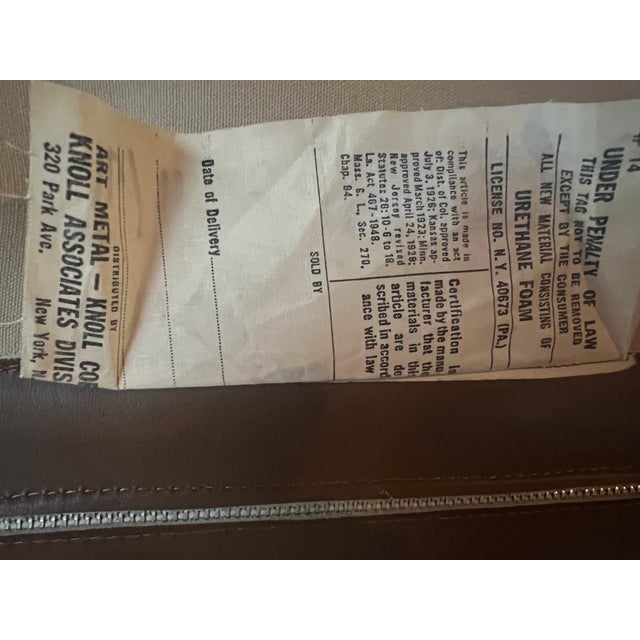 # 14
UNDER PENALTY OF LAW
THIS TAG NOT TO BE REMOVED
EXCEPT BY THE CONSUMER
ALL NEW MATERIAL CONSISTING OF
URETHANE FOAM
LICENSE NO. N.Y. 40673 (PA.)
Certification is
made by the manu
facturer that the
materials in this
article are de
scribed in accord
ance with law
This article is made in
compliance with an act
of: Dist. of Col. approved
July 3, 1926; Kansas ap-
proved March 1923; Minn.
approved April 24, 1929;
New Jersey revised
Statutes 26:10-6 to 18.
La. Act 467-1948.
Mass. G. L., Sec. 270,
Chap. 94.
SOLD BY
Date of Delivery
DISTRIBUTED BY
ART METAL — KNOLL CO
KNOLL ASSOCIATES DIVIS
320 Park Ave. New York, N